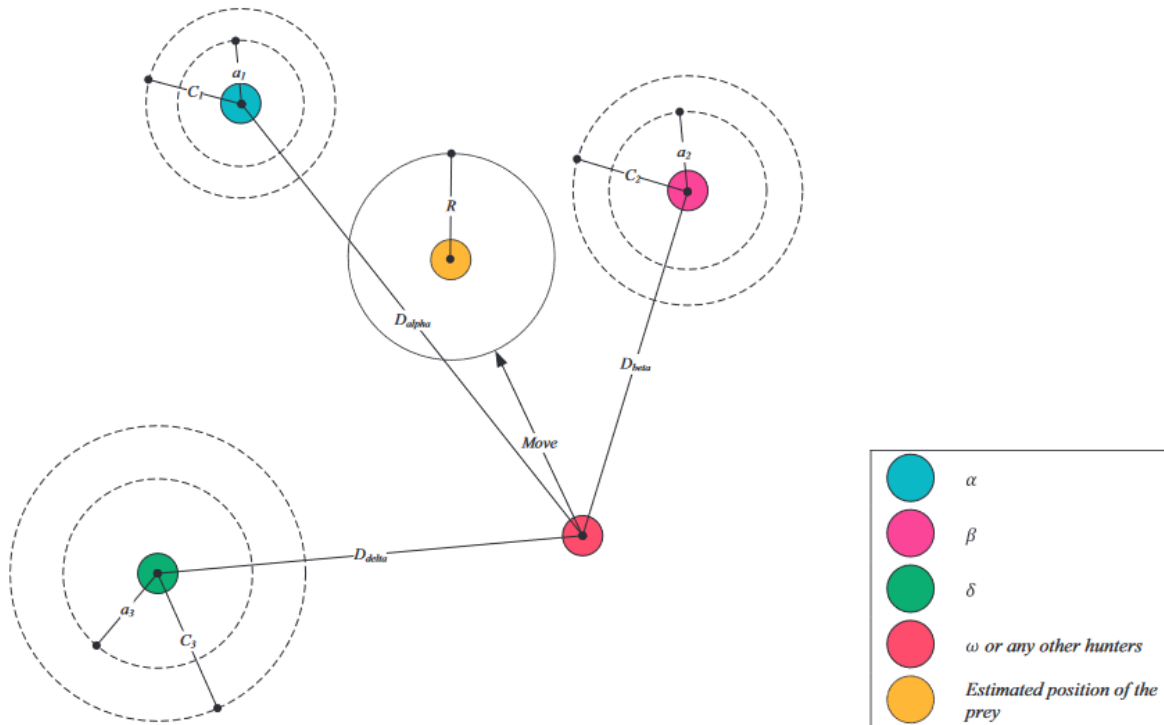 a1
C1
a2
C2
R
Dalpha
Dbeta
Move
Ddelta
a3
C3
α
β
δ
ω or any other hunters
Estimated position of the
prey